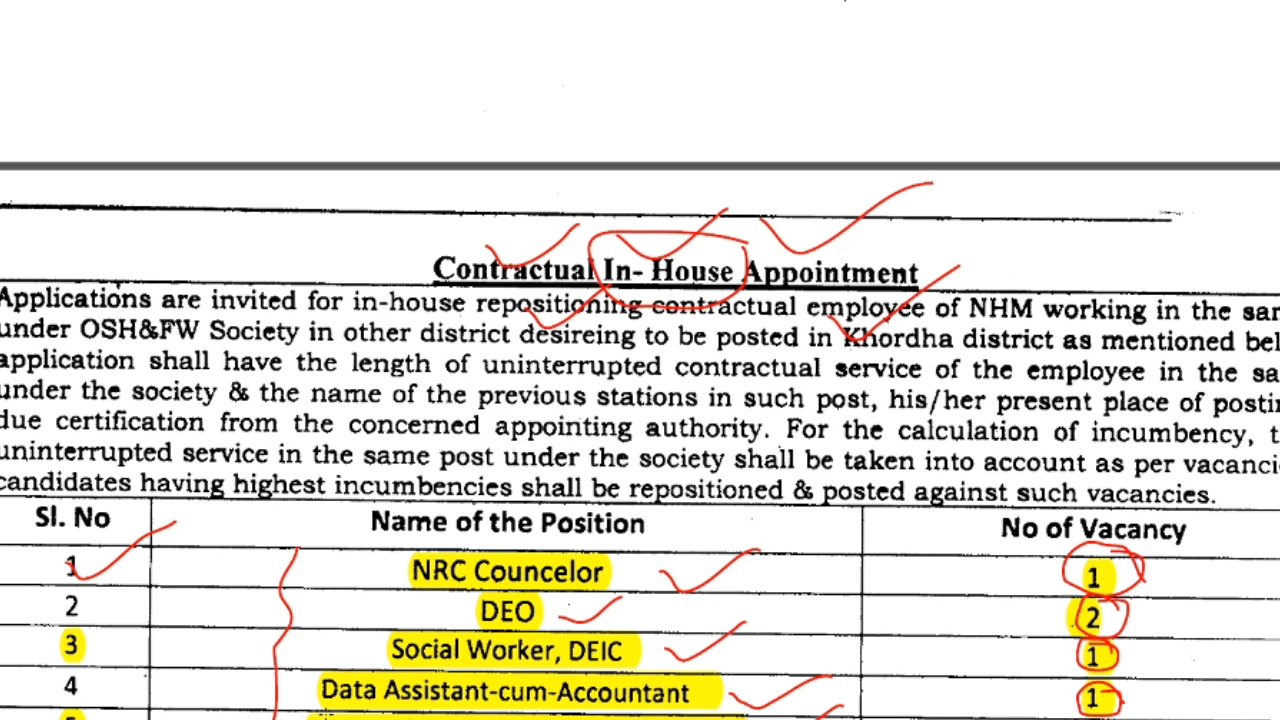 Contractual In- House Appointment
Applications are invited for in-house repositioning contractual employee of NHM working in the
under OSH&FW Society in other district desireing to be posted in Khordha district as mentioned
application shall have the length of uninterrupted contractual service of the employee in the
under the society & the name of the previous stations in such post, his/her present place of
due certification from the concerned appointing authority. For the calculation of incumbency,
uninterrupted service in the same post under the society shall be taken into account as per
candidates having highest incumbencies shall be repositioned & posted against such vacancies.
Sl. No Name of the Position No of Vacancy
1 NRC Councelor 1
2 DEO 2
3 Social Worker, DEIC 1
4 Data Assistant-cum-Accountant 1